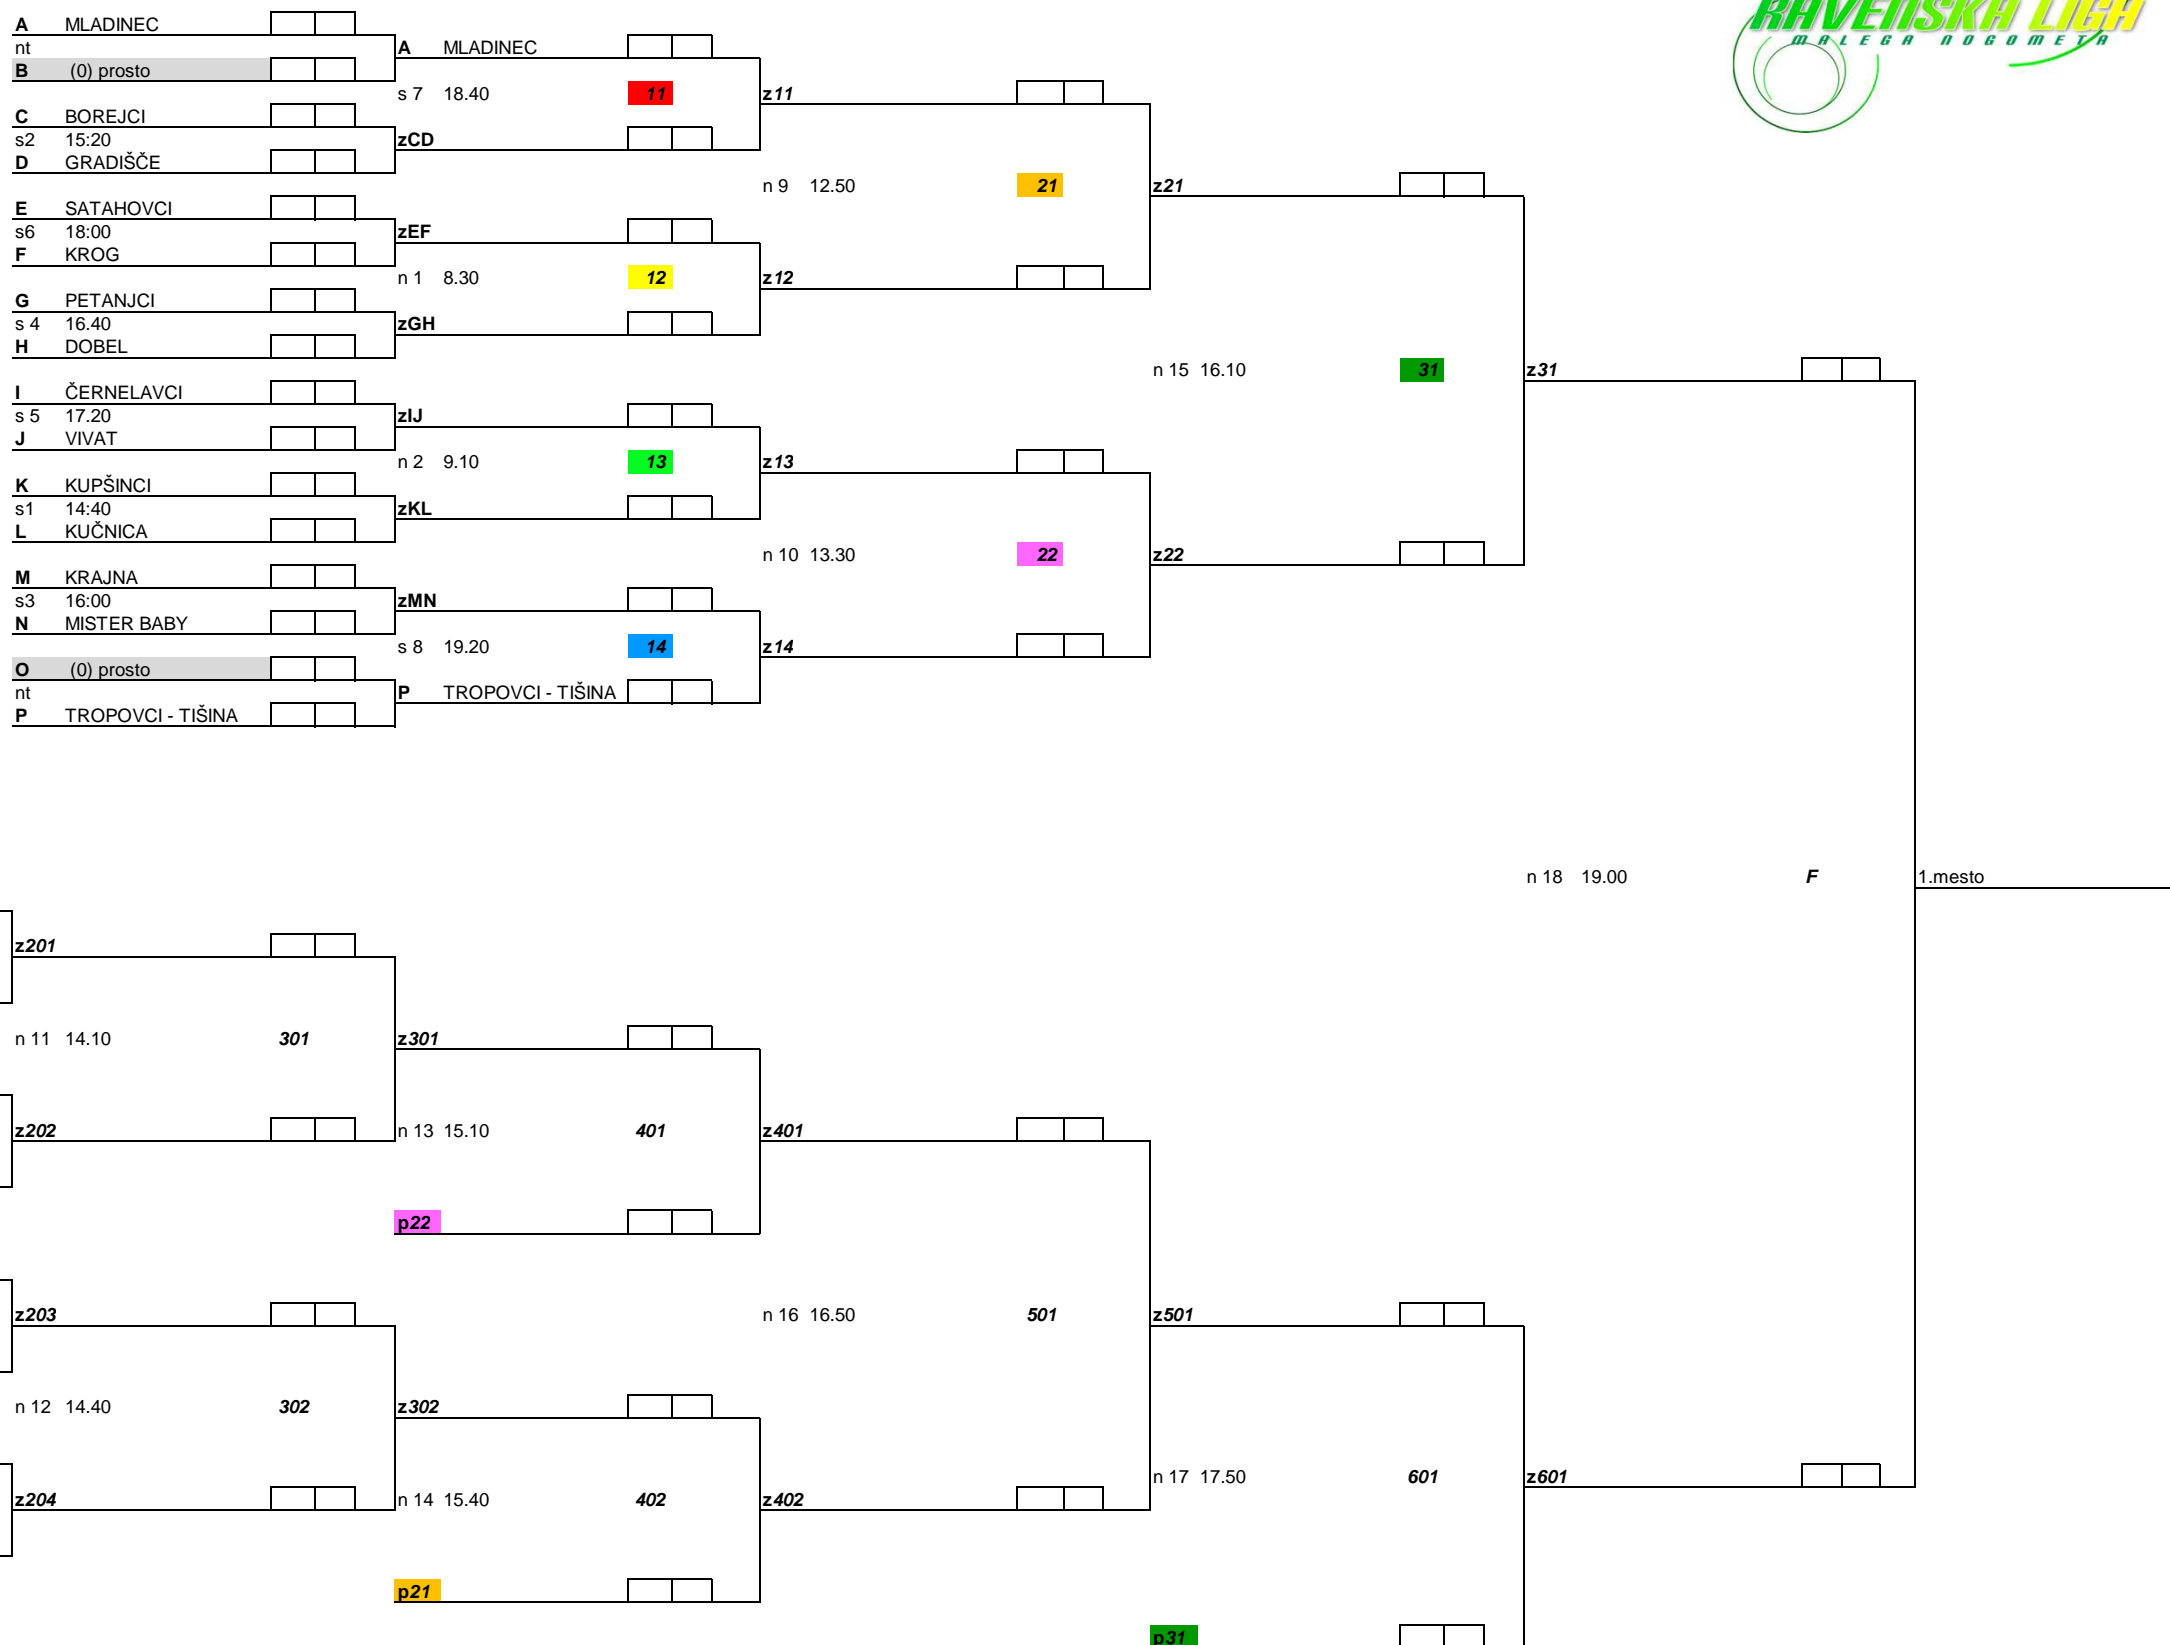 RAVENSKA LIGA
MALEGA NOGOMETA
A MLADINEC
nt
B (0) prosto
C BOREJCI
s2 15:20
D GRADIŠČE
E SATAHOVCI
s6 18:00
F KROG
G PETANJCI
s 4 16.40
H DOBEL
I ČERNELAVCI
s 5 17.20
J VIVAT
K KUPŠINCI
s1 14:40
L KUČNICA
M KRAJNA
s3 16:00
N MISTER BABY
O (0) prosto
nt
P TROPOVCI - TIŠINA
A MLADINEC
s 7 18.40 11
zCD
zEF
n 1 8.30 12
zGH
zIJ
n 2 9.10 13
zKL
zMN
s 8 19.20 14
P TROPOVCI - TIŠINA
z11
n 9 12.50 21
z12
z13
n 10 13.30 22
z14
z21
n 15 16.10 31
z22
z31
n 18 19.00 F
1.mesto
z201
n 11 14.10 301
z202
z203
n 12 14.40 302
z204
z301
n 13 15.10 401
p22
z302
n 14 15.40 402
p21
z401
n 16 16.50 501
z402
z501
n 17 17.50 601
p31
z601